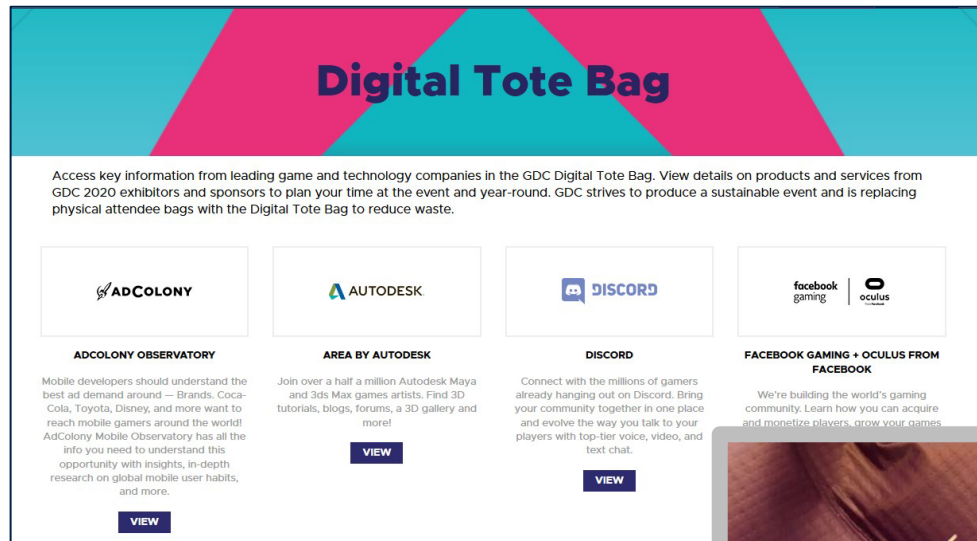 Digital Tote Bag
Access key information from leading game and technology companies in the GDC Digital Tote Bag. View details on products and services from
GDC 2020 exhibitors and sponsors to plan your time at the event and year-round. GDC strives to produce a sustainable event and is replacing
physical attendee bags with the Digital Tote Bag to reduce waste.
ADCOLONY
ADCOLONY OBSERVATORY
Mobile developers should understand the
best ad demand around — Brands. Coca-
Cola, Toyota, Disney, and more want to
reach mobile gamers around the world!
AdColony Mobile Observatory has all the
info you need to understand this
opportunity with insights, in-depth
research on global mobile user habits,
and more.
VIEW
AUTODESK
AREA BY AUTODESK
Join over a half a million Autodesk Maya
and 3ds Max games artists. Find 3D
tutorials, blogs, forums, a 3D gallery and
more!
VIEW
DISCORD
DISCORD
Connect with the millions of gamers
already hanging out on Discord. Bring
your community together in one place
and evolve the way you talk to your
players with top-tier voice, video, and
text chat.
VIEW
facebook
gaming
oculus
FACEBOOK GAMING + OCULUS FROM
FACEBOOK
We're building the world's gaming
community. Learn how you can acquire
and monetize players, grow your games